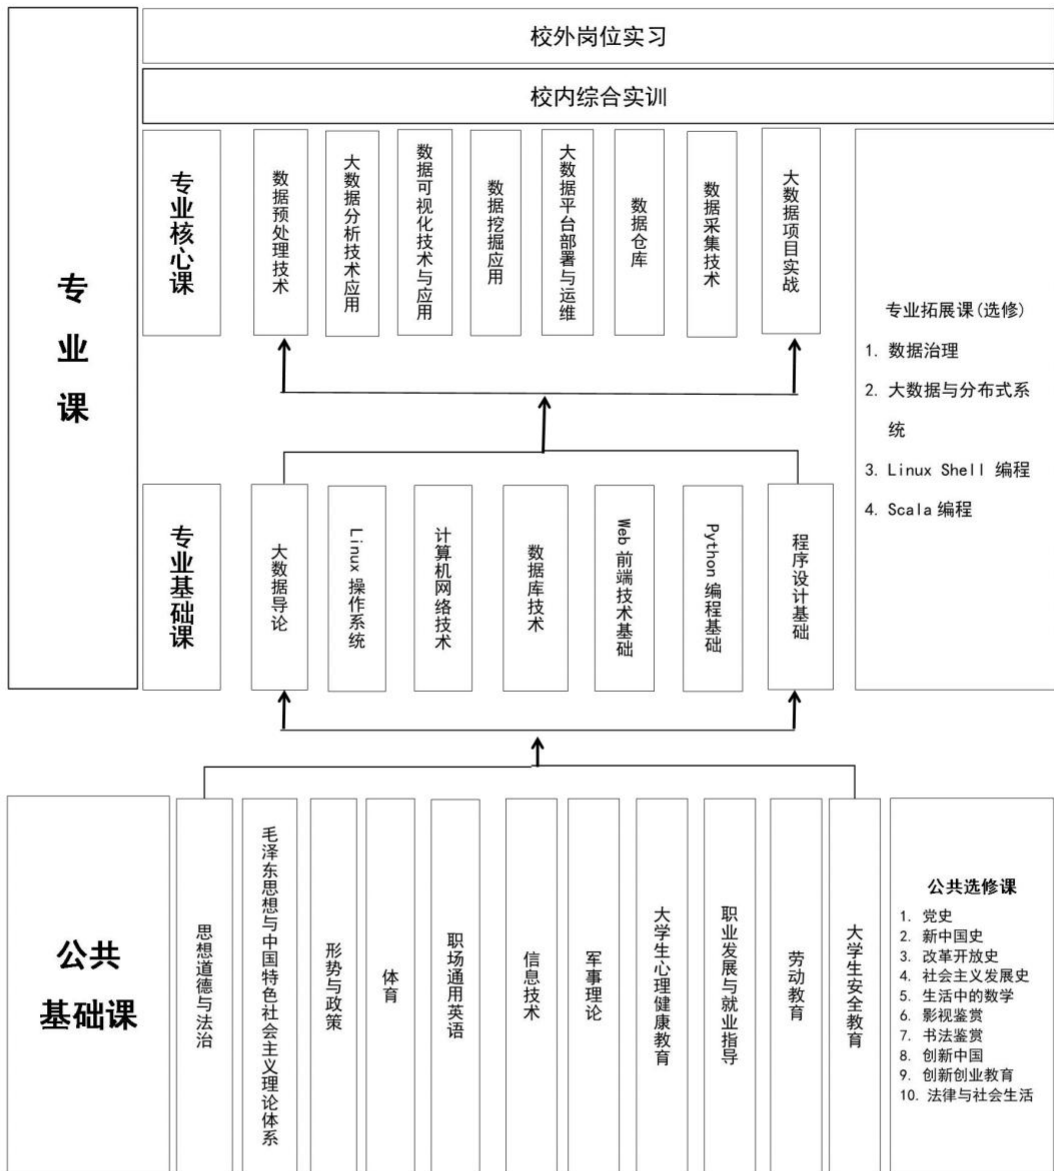 校外岗位实习
校内综合实训
专业课
专业核心课
数据预处理技术
大数据分析技术应用
数据可视化技术与应用
数据挖掘应用
大数据平台部署与运维
数据仓库
数据采集技术
大数据项目实战
专业拓展课(选修)
1. 数据治理
2. 大数据与分布式系
统
3. Linux Shell 编程
4. Scala 编程
专业基础课
大数据导论
Linux 操作系统
计算机网络技术
数据库技术
Web 前端技术基础
Python 编程基础
程序设计基础
公共
基础课
思想道德与法治
毛泽东思想与中国特色社会主义理论体系
形势与政策
体育
职场通用英语
信息技术
军事理论
大学生心理健康教育
职业发展与就业指导
劳动教育
大学生安全教育
公共选修课
1. 党史
2. 新中国史
3. 改革开放史
4. 社会主义发展史
5. 生活中的数学
6. 影视鉴赏
7. 书法鉴赏
8. 创新中国
9. 创新创业教育
10. 法律与社会生活